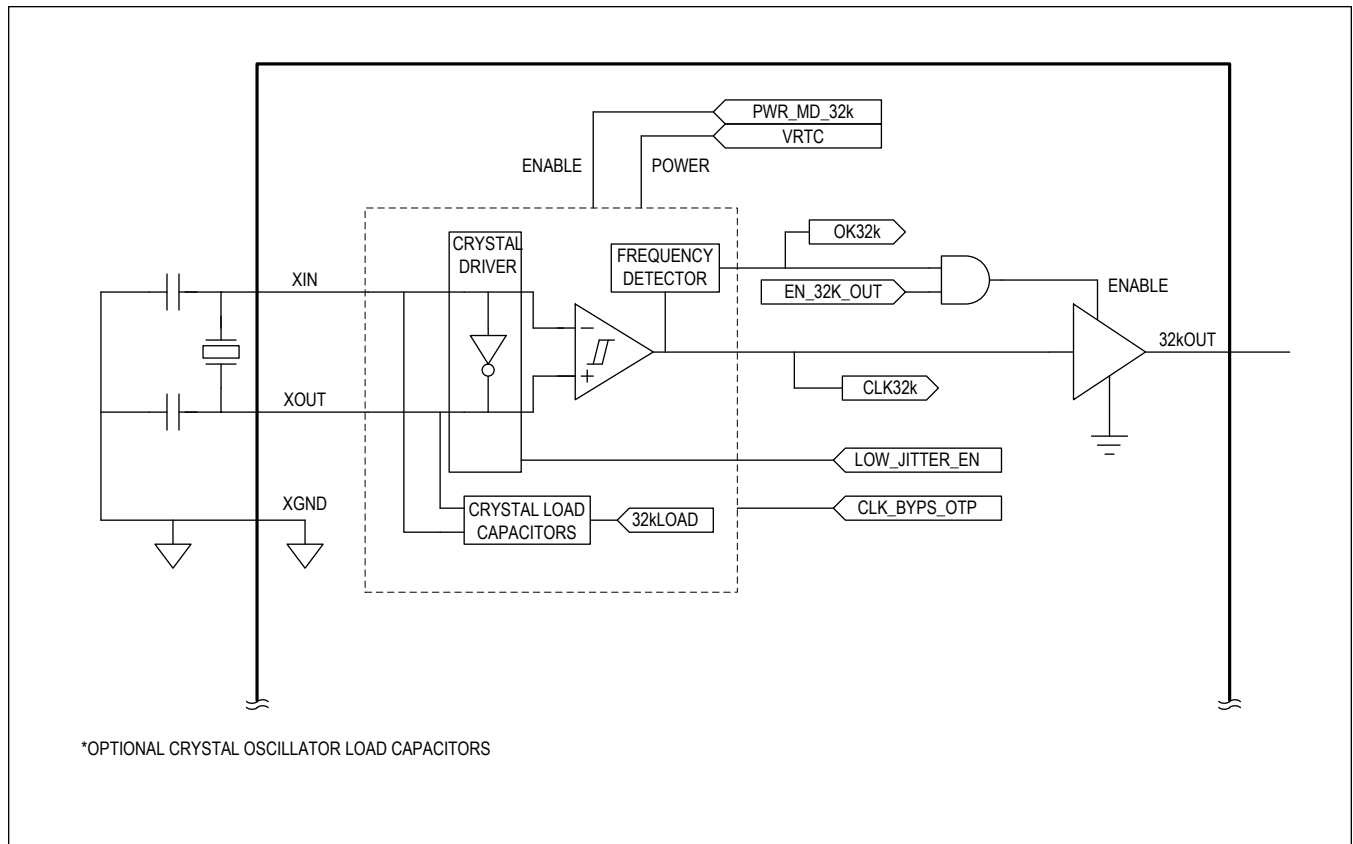 PWR_MD_32k
VRTC
ENABLE
POWER
OK32k
CRYSTAL
DRIVER
FREQUENCY
DETECTOR
XIN
EN_32K_OUT
ENABLE
32kOUT
CLK32k
XOUT
LOW_JITTER_EN
XGND
CRYSTAL LOAD
CAPACITORS
32kLOAD
CLK_BYPS_OTP
*OPTIONAL CRYSTAL OSCILLATOR LOAD CAPACITORS